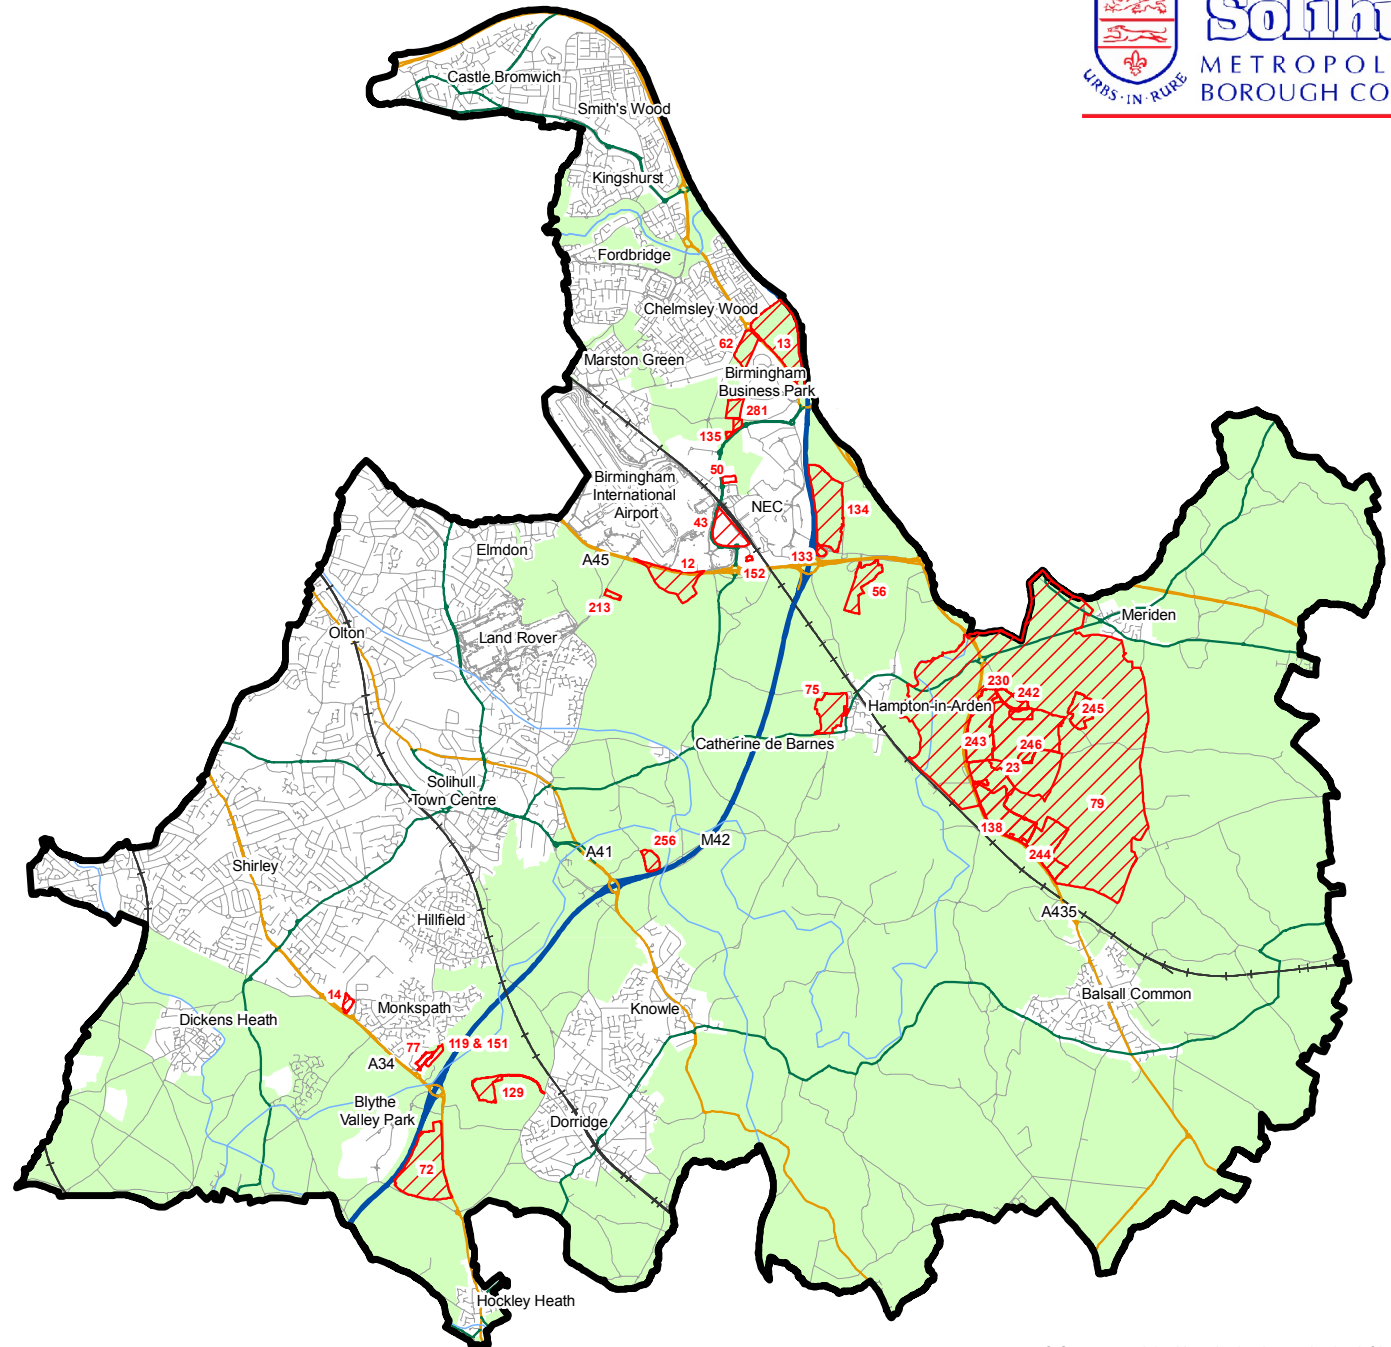 Solihu
METROPOL
BOROUGH CO
URBS·IN·RURE
Castle Bromwich
Smith's Wood
Kingshurst
Fordbridge
Chelmsley Wood
62
13
Marston Green
Birmingham
Business Park
281
135
50
Birmingham
International
Airport
NEC
43
134
Elmdon
A45
12
152
133
56
213
Meriden
Olton
Land Rover
230
242
75
Hampton-in-Arden
245
Catherine de Barnes
243
246
23
Solihull
Town Centre
79
138
M42
256
A41
244
Shirley
A435
Hillfield
14
Monkspath
Knowle
Balsall Common
Dickens Heath
77
119 & 151
A34
129
Blythe
Valley Park
Dorridge
72
Hockley Heath